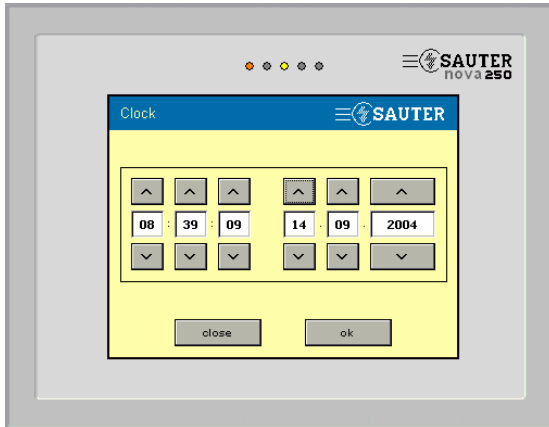 SAUTER
nova 250
Clock SAUTER
08 : 39 : 09 14 . 09 . 2004
close ok